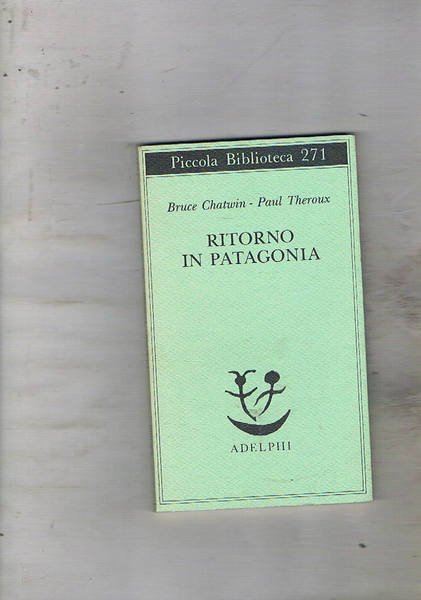 Piccola Biblioteca 271
Bruce Chatwin - Paul Theroux
RITORNO
IN PATAGONIA
ADELPHI